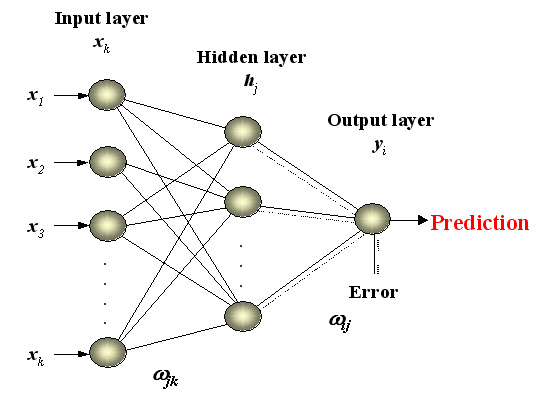 Input layer
x_k
Hidden layer
h_j
Output layer
y_i
x_1
x_2
x_3
x_k
Prediction
Error
ω_ij
ω_jk